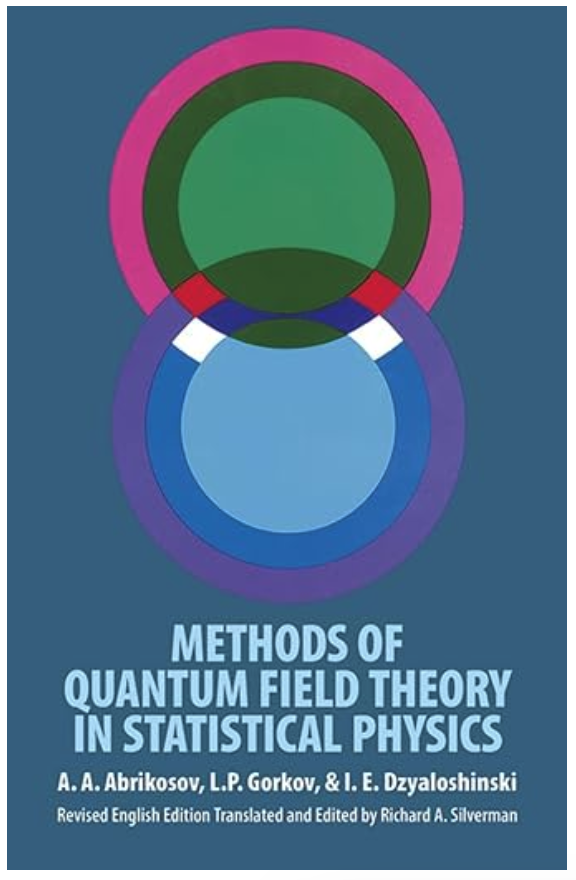 METHODS OF
QUANTUM FIELD THEORY
IN STATISTICAL PHYSICS
A. A. Abrikosov, L.P. Gorkov, & I. E. Dzyaloshinski
Revised English Edition Translated and Edited by Richard A. Silverman